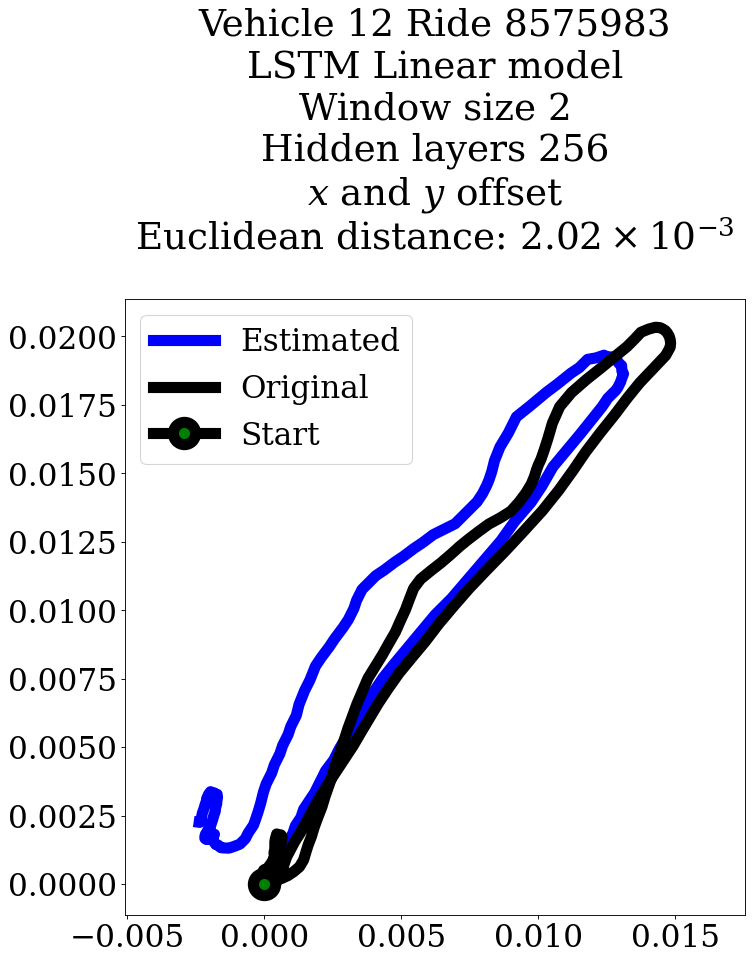 Vehicle 12 Ride 8575983
LSTM Linear model
Window size 2
Hidden layers 256
x and y offset
Euclidean distance: 2.02 × 10⁻³
Estimated
Original
Start
0.0200
0.0175
0.0150
0.0125
0.0100
0.0075
0.0050
0.0025
0.0000
−0.005 0.000 0.005 0.010 0.015